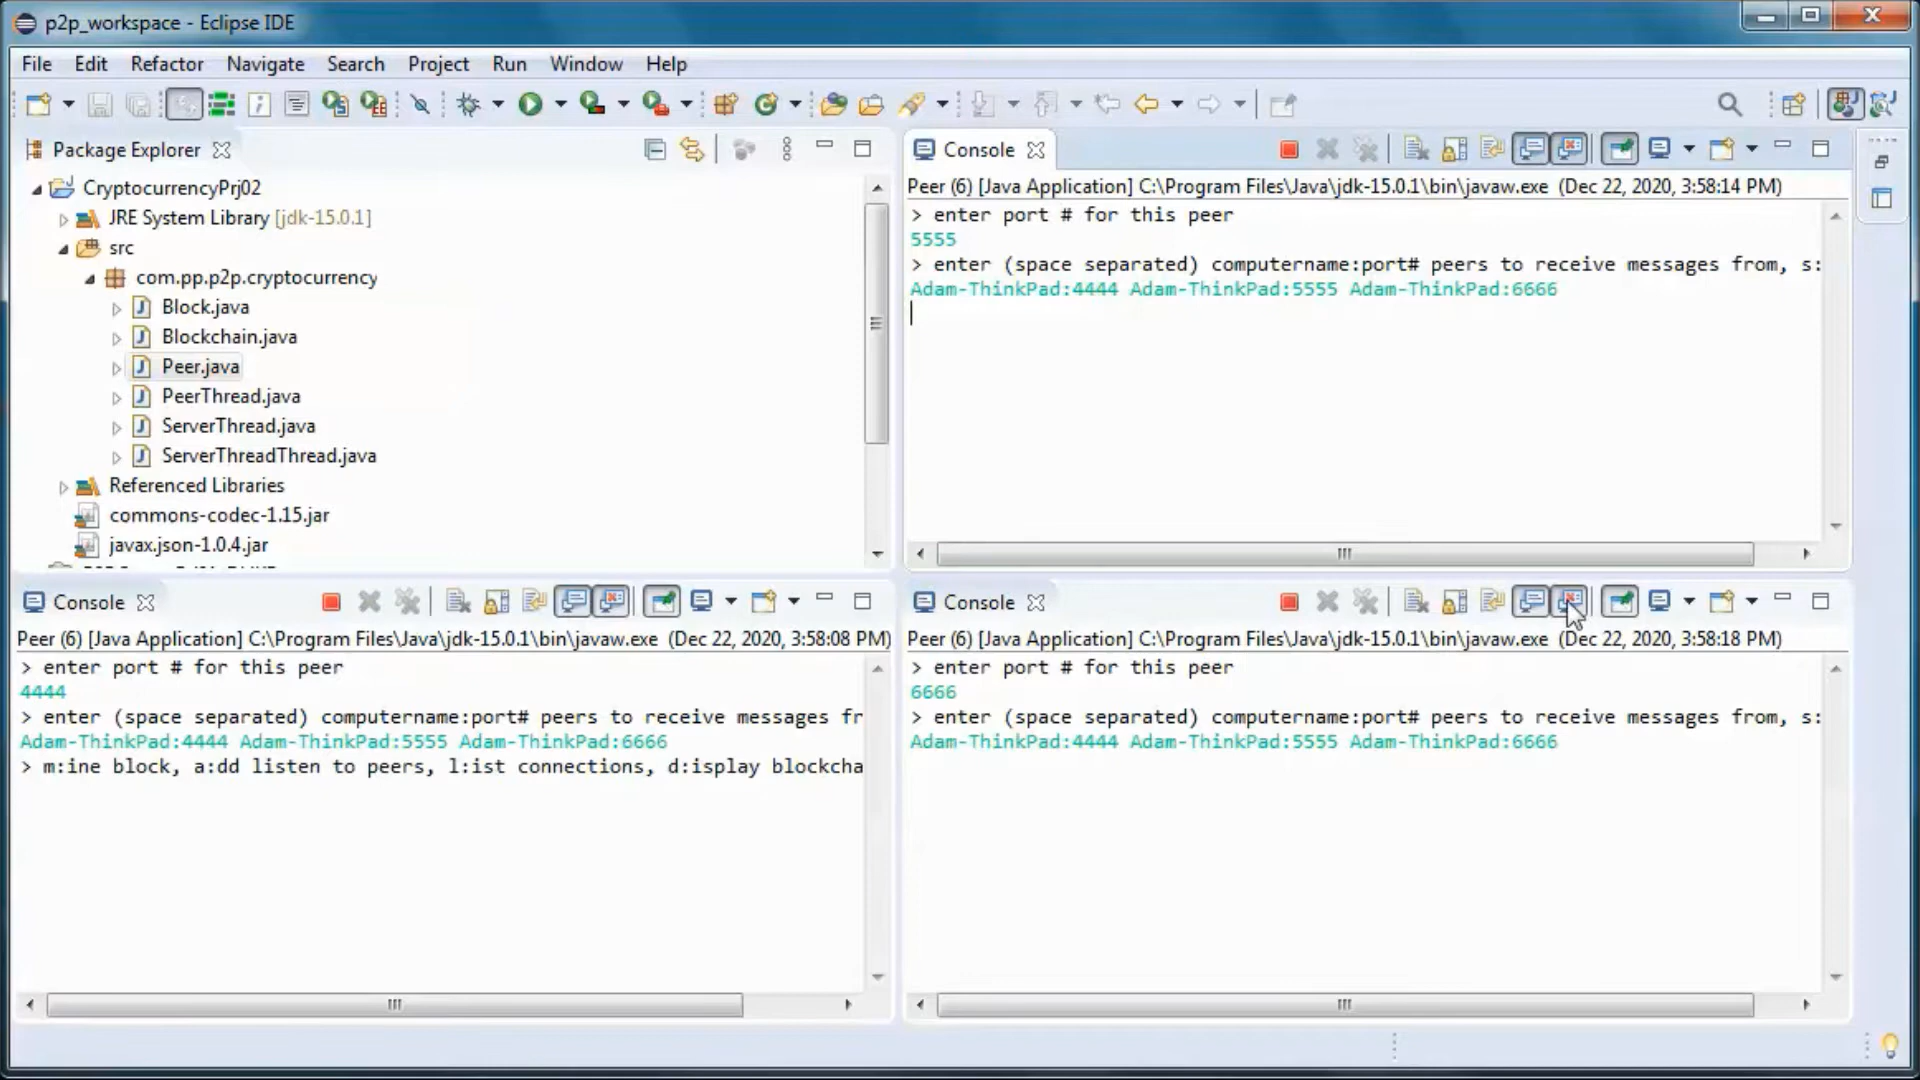 p2p_workspace - Eclipse IDE
File Edit Refactor Navigate Search Project Run Window Help
Package Explorer
CryptocurrencyPrj02
JRE System Library [jdk-15.0.1]
src
com.pp.p2p.cryptocurrency
Block.java
Blockchain.java
Peer.java
PeerThread.java
ServerThread.java
ServerThreadThread.java
Referenced Libraries
commons-codec-1.15.jar
javax.json-1.0.4.jar
Console
Peer (6) [Java Application] C:\Program Files\Java\jdk-15.0.1\bin\javaw.exe (Dec 22, 2020, 3:58:14 PM)
> enter port # for this peer
5555
> enter (space separated) computername:port# peers to receive messages from, s:
Adam-ThinkPad:4444 Adam-ThinkPad:5555 Adam-ThinkPad:6666
Console
Peer (6) [Java Application] C:\Program Files\Java\jdk-15.0.1\bin\javaw.exe (Dec 22, 2020, 3:58:08 PM)
> enter port # for this peer
4444
> enter (space separated) computername:port# peers to receive messages fr
Adam-ThinkPad:4444 Adam-ThinkPad:5555 Adam-ThinkPad:6666
> m:ine block, a:dd listen to peers, l:ist connections, d:isplay blockcha
Console
Peer (6) [Java Application] C:\Program Files\Java\jdk-15.0.1\bin\javaw.exe (Dec 22, 2020, 3:58:18 PM)
> enter port # for this peer
6666
> enter (space separated) computername:port# peers to receive messages from, s:
Adam-ThinkPad:4444 Adam-ThinkPad:5555 Adam-ThinkPad:6666